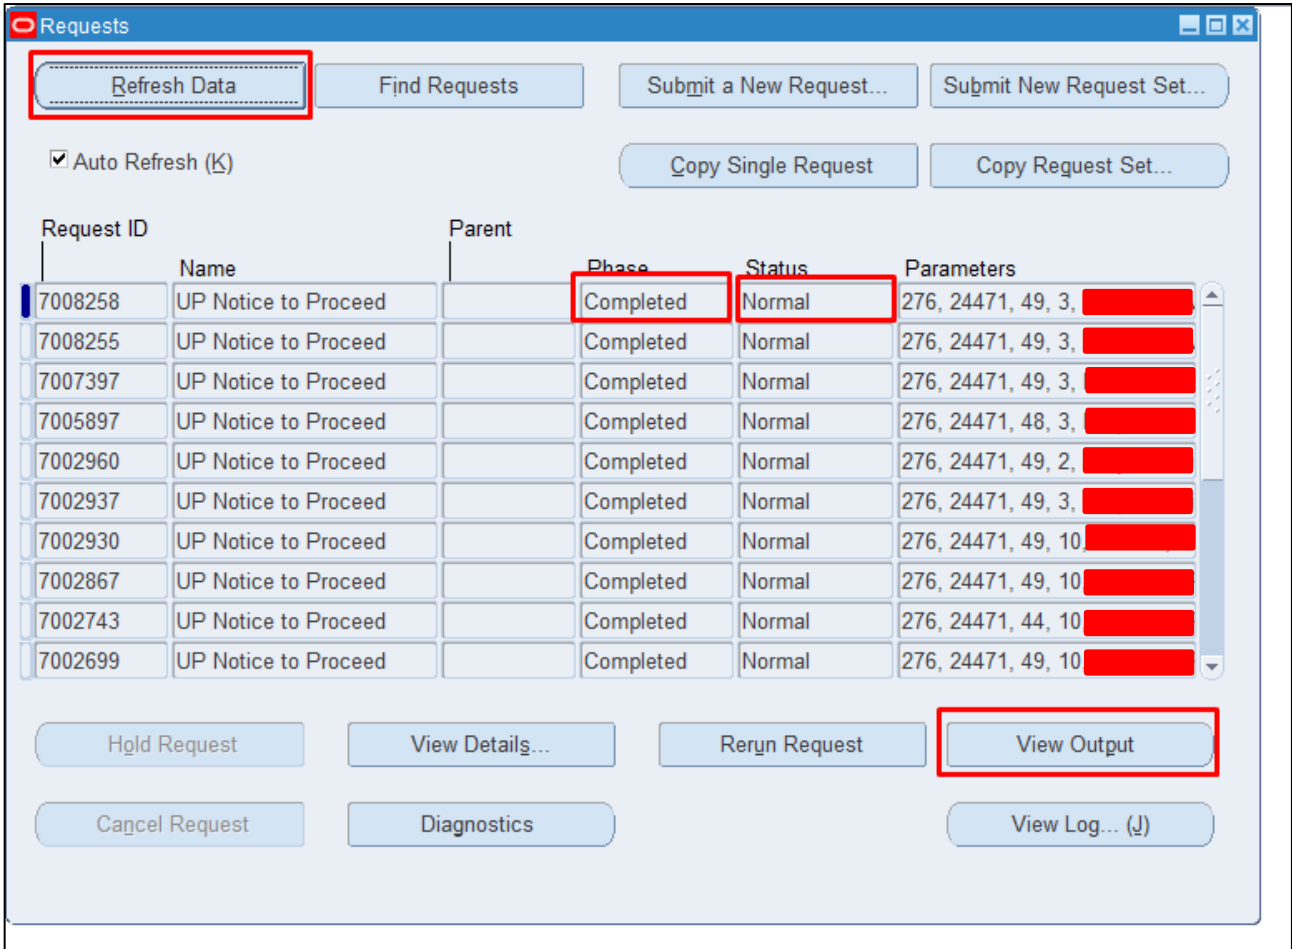 Requests
Refresh Data Find Requests Submit a New Request... Submit New Request Set...
Auto Refresh (K) Copy Single Request Copy Request Set...
Request ID Parent
Name Phase Status Parameters
7008258 UP Notice to Proceed Completed Normal 276, 24471, 49, 3,
7008255 UP Notice to Proceed Completed Normal 276, 24471, 49, 3,
7007397 UP Notice to Proceed Completed Normal 276, 24471, 49, 3,
7005897 UP Notice to Proceed Completed Normal 276, 24471, 48, 3,
7002960 UP Notice to Proceed Completed Normal 276, 24471, 49, 2,
7002937 UP Notice to Proceed Completed Normal 276, 24471, 49, 3,
7002930 UP Notice to Proceed Completed Normal 276, 24471, 49, 10,
7002867 UP Notice to Proceed Completed Normal 276, 24471, 49, 10
7002743 UP Notice to Proceed Completed Normal 276, 24471, 44, 10
7002699 UP Notice to Proceed Completed Normal 276, 24471, 49, 10
Hold Request View Details... Rerun Request View Output
Cancel Request Diagnostics View Log... (J)